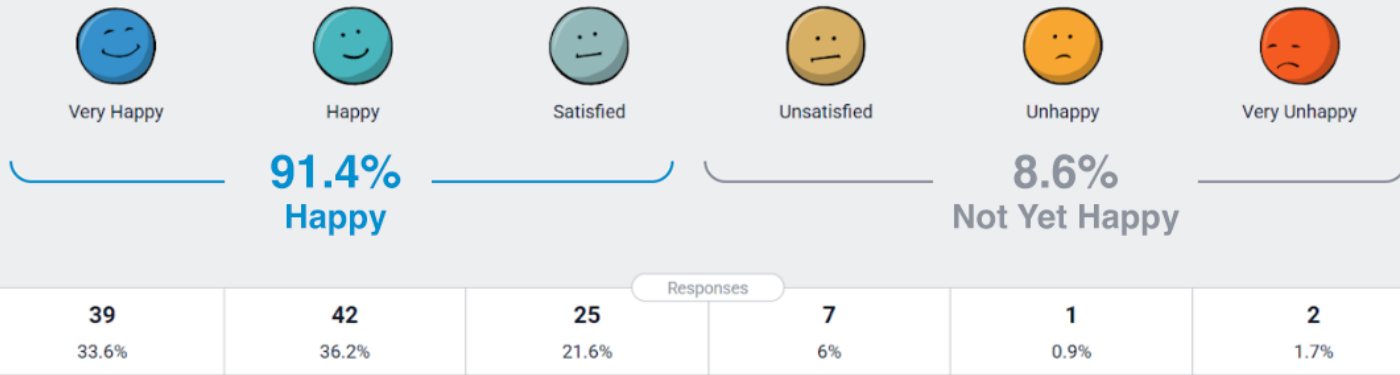 Very Happy Happy Satisfied Unsatisfied Unhappy Very Unhappy
91.4% 8.6%
Happy Not Yet Happy
Responses
39 42 25 7 1 2
33.6% 36.2% 21.6% 6% 0.9% 1.7%